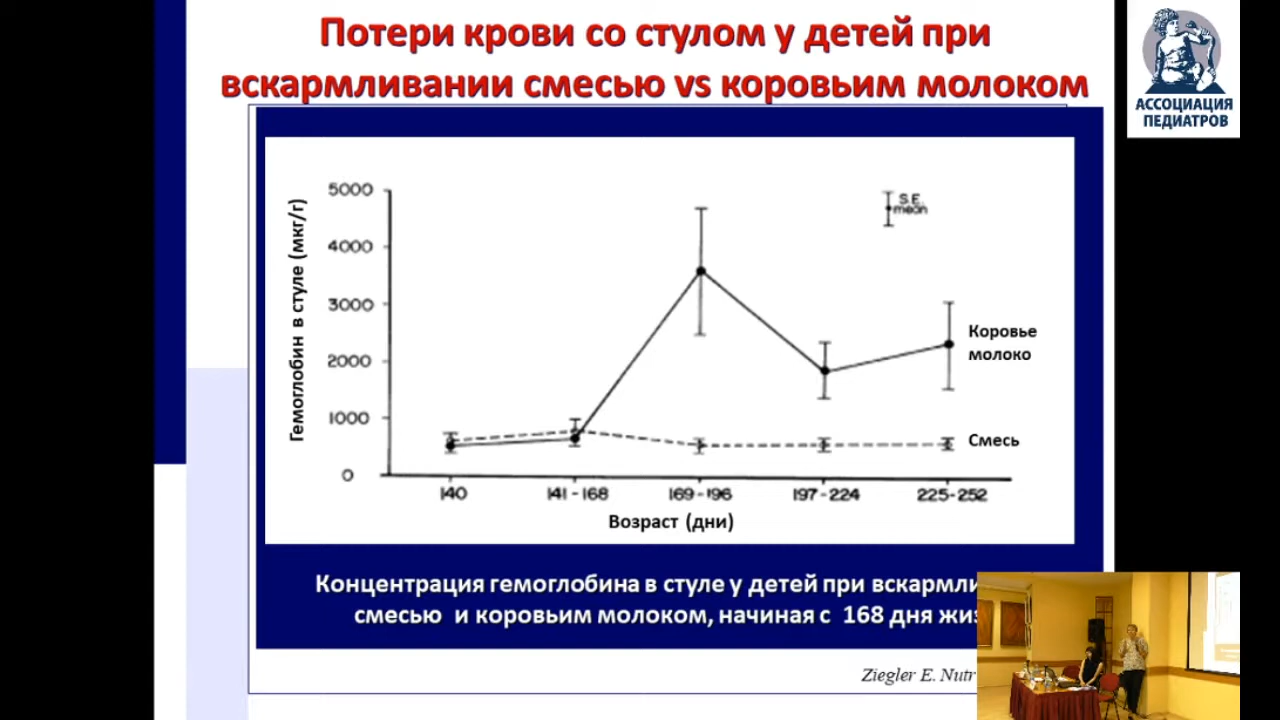 Потери крови со стулом у детей при
вскармливании смесью vs коровьим молоком
АССОЦИАЦИЯ
ПЕДИАТРОВ
Гемоглобин в стуле (мкг/г)
5000
4000
3000
2000
1000
0
S.E.
mean
Коровье
молоко
Смесь
140
141-168
169-196
197-224
225-252
Возраст (дни)
Концентрация гемоглобина в стуле у детей при
смесью и коровьим молоком, начиная с 168 дня
Ziegler E. Nutr